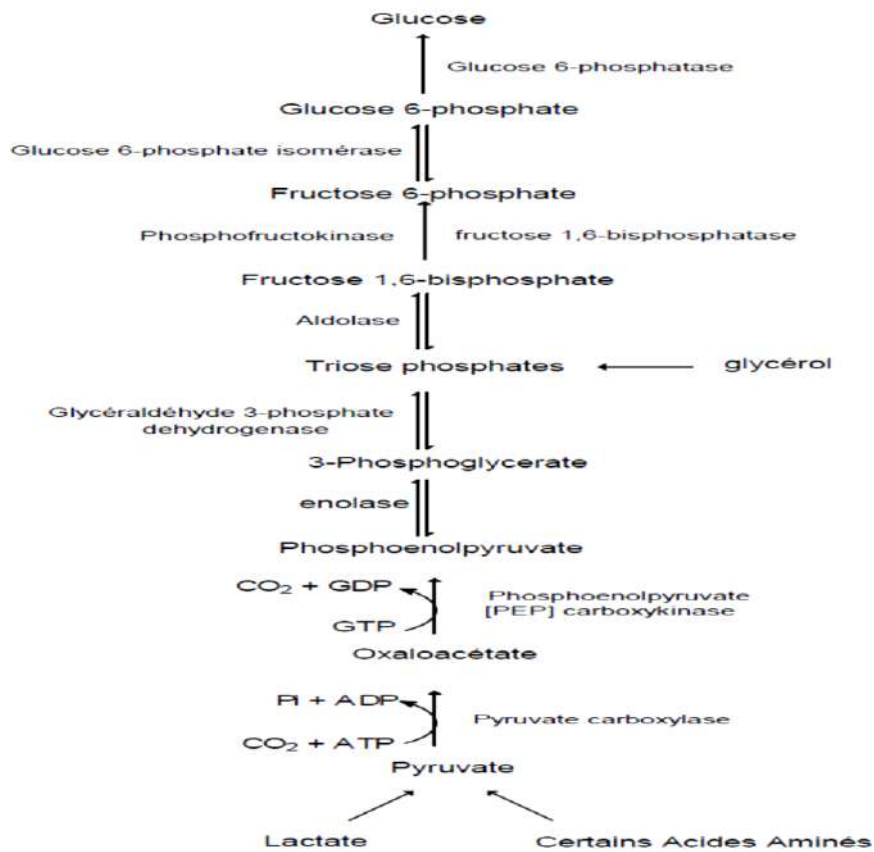 Glucose
Glucose 6-phosphatase
Glucose 6-phosphate
Glucose 6-phosphate isomérase
Fructose 6-phosphate
Phosphofructokinase
fructose 1,6-bisphosphatase
Fructose 1,6-bisphosphate
Aldolase
Triose phosphates
glycérol
Glycéraldéhyde 3-phosphate
dehydrogenase
3-Phosphoglycerate
enolase
Phosphoenolpyruvate
CO₂ + GDP
Phosphoenolpyruvate
GTP
[PEP] carboxykinase
Oxaloacétate
Pi + ADP
Pyruvate carboxylase
CO₂ + ATP
Pyruvate
Lactate
Certains Acides Aminés